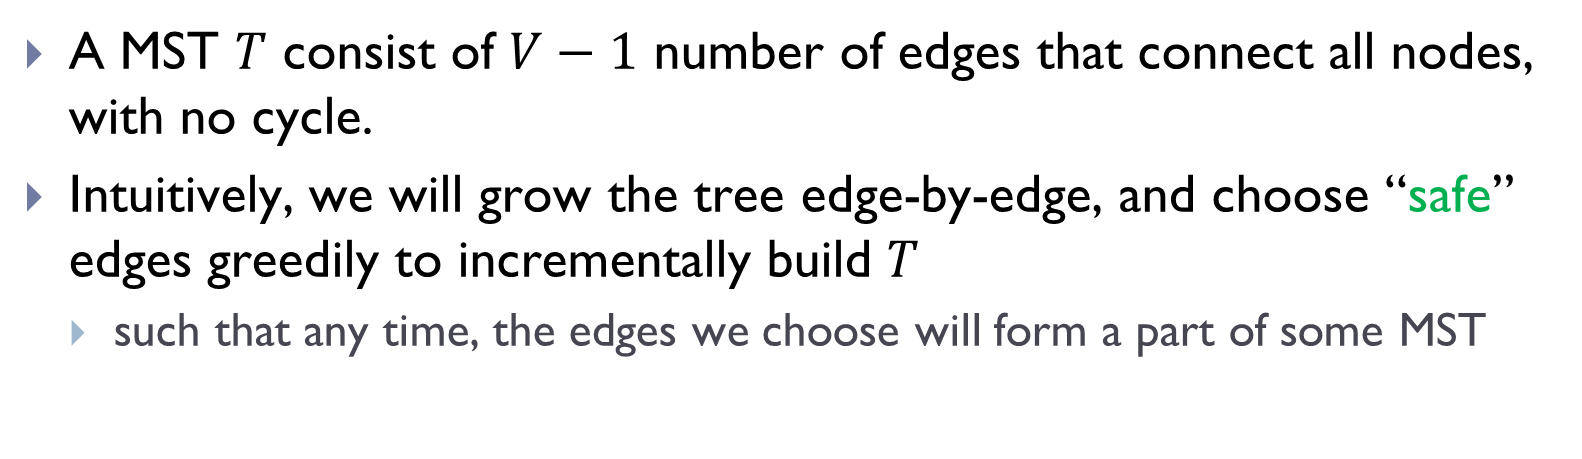 A MST T consist of V − 1 number of edges that connect all nodes,
with no cycle.
Intuitively, we will grow the tree edge-by-edge, and choose “safe”
edges greedily to incrementally build T
such that any time, the edges we choose will form a part of some MST